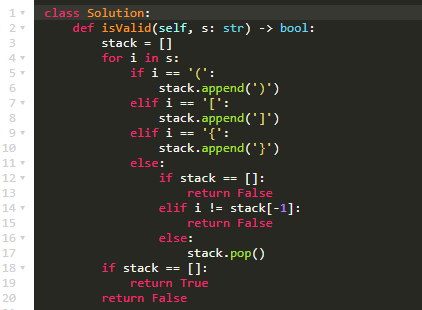 1 class Solution:
2 def isValid(self, s: str) -> bool:
3 stack = []
4 for i in s:
5 if i == '(':
6 stack.append(')')
7 elif i == '[':
8 stack.append(']')
9 elif i == '{':
10 stack.append('}')
11 else:
12 if stack == []:
13 return False
14 elif i != stack[-1]:
15 return False
16 else:
17 stack.pop()
18 if stack == []:
19 return True
20 return False